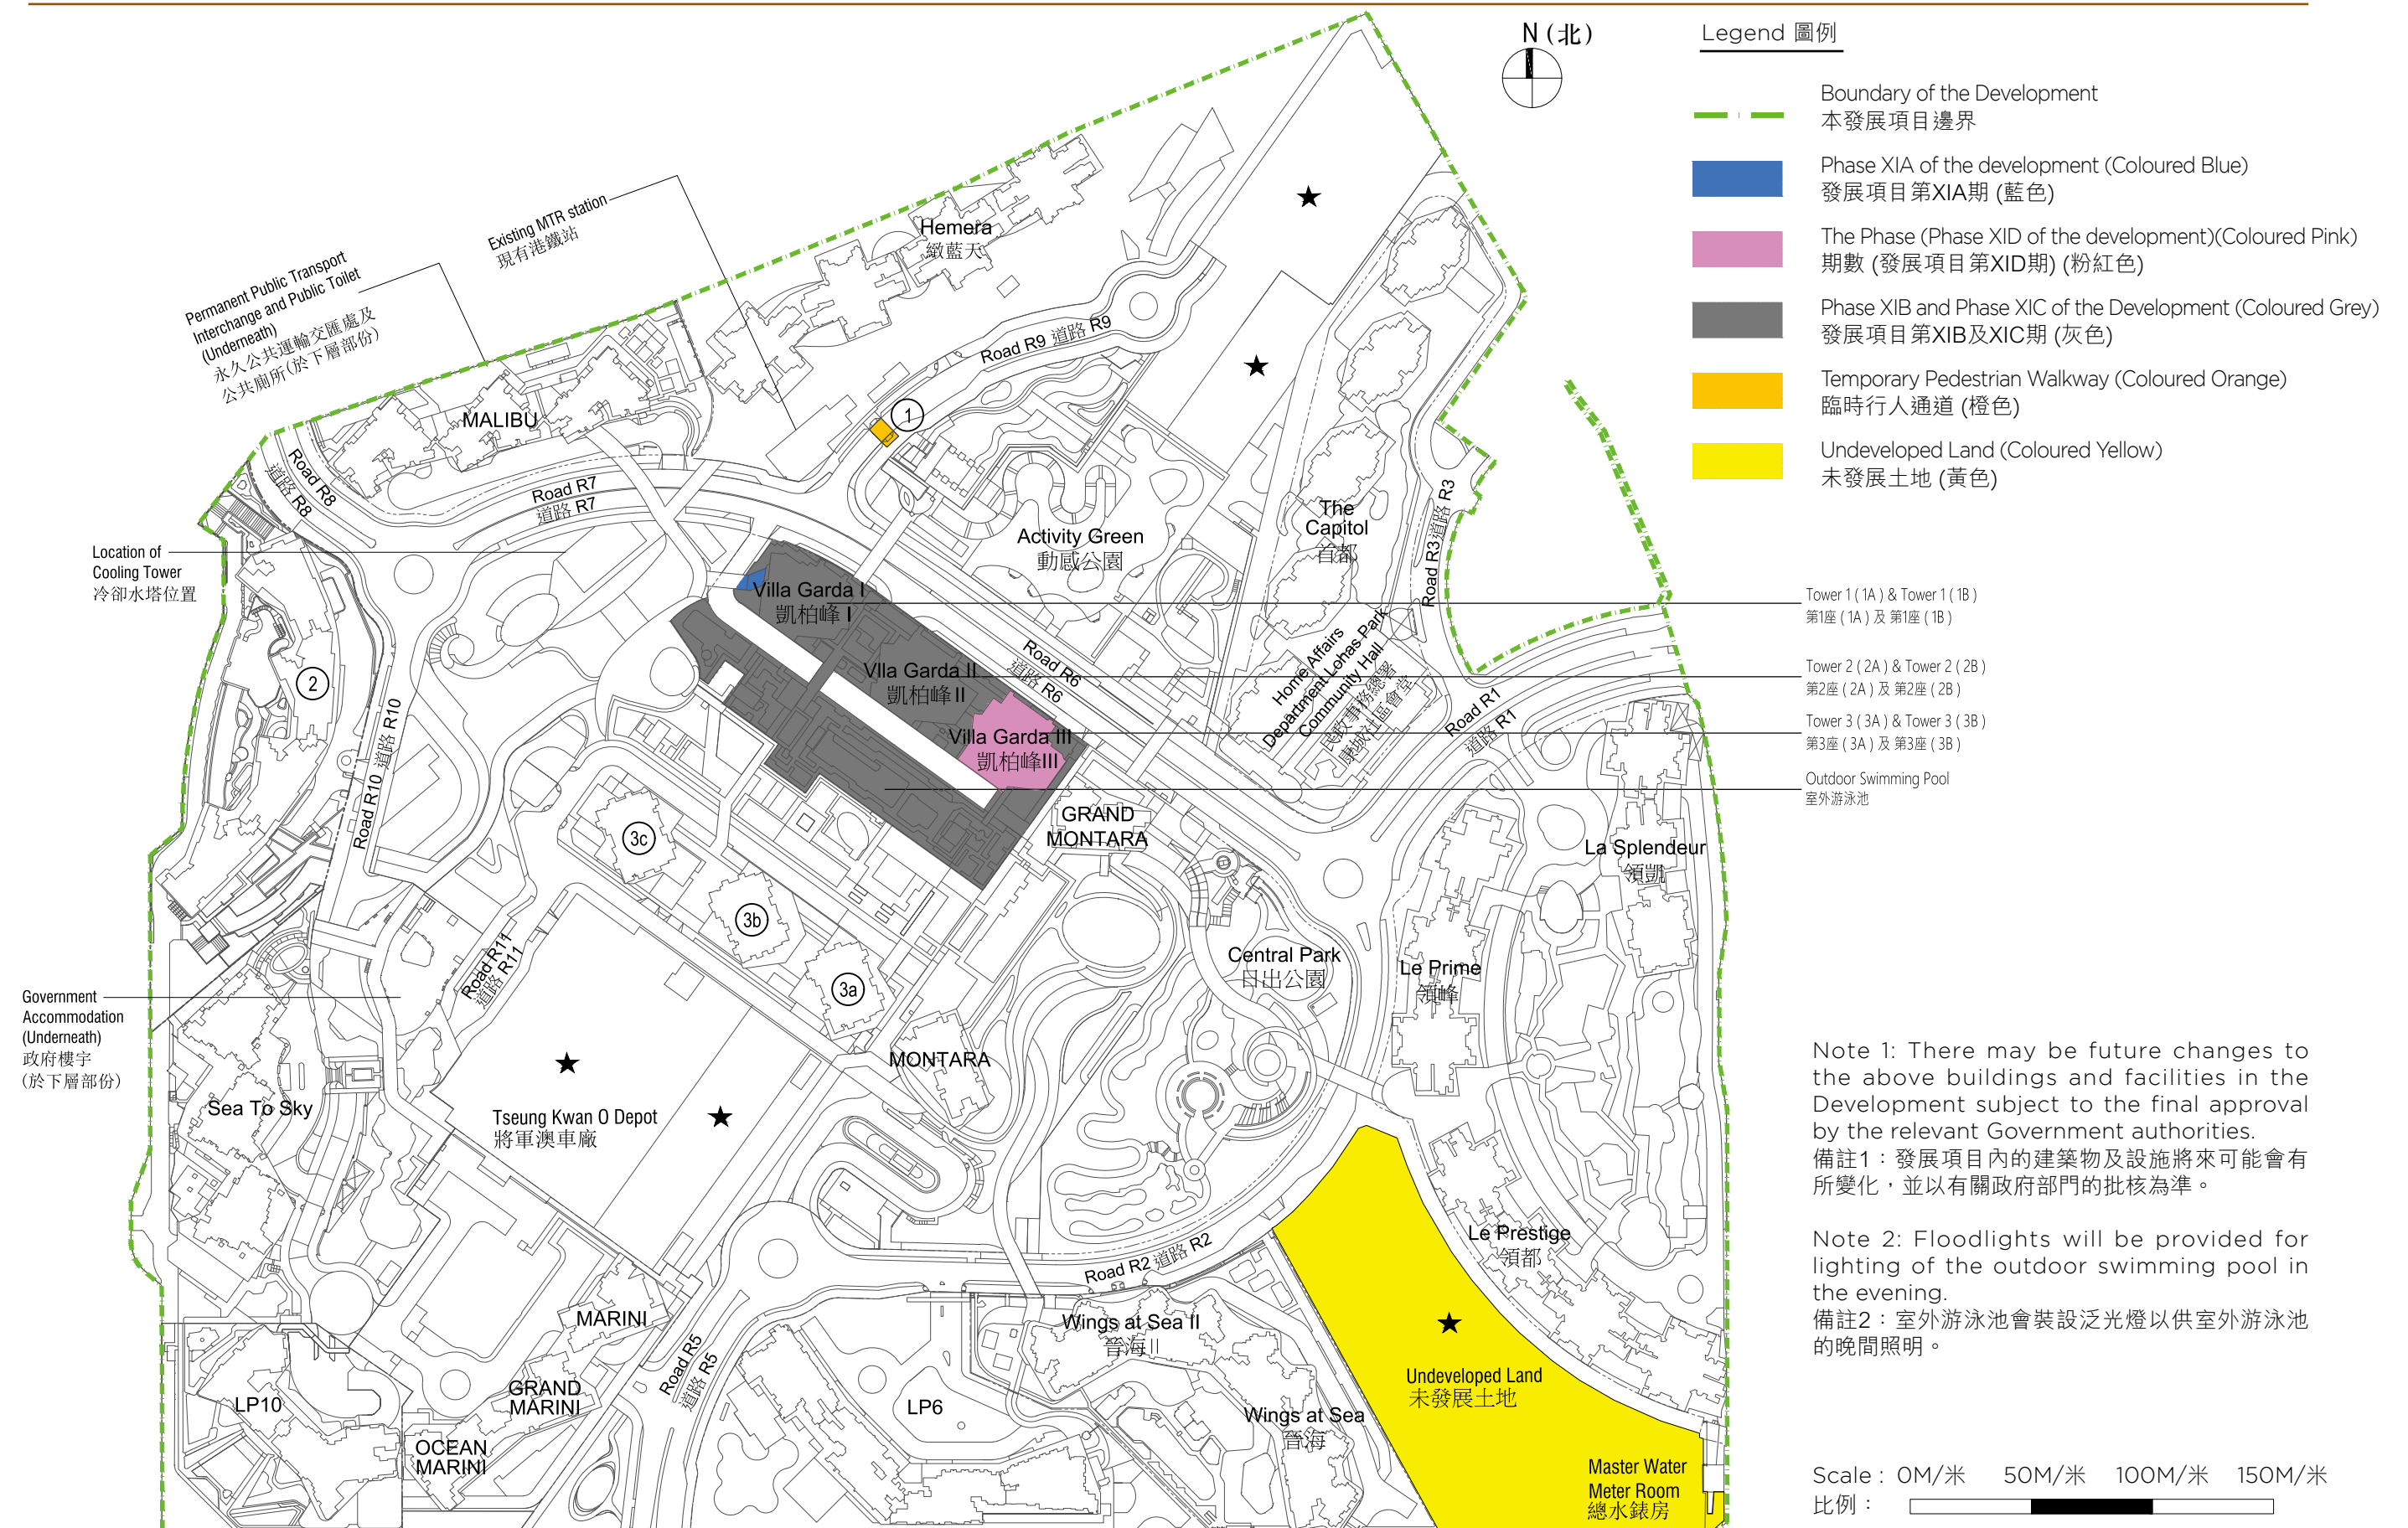 N (北)
Legend 圖例
Boundary of the Development
本發展項目邊界
Phase XIA of the development (Coloured Blue)
發展項目第XIA期 (藍色)
The Phase (Phase XID of the development)(Coloured Pink)
期數 (發展項目第XID期) (粉紅色)
Phase XIB and Phase XIC of the Development (Coloured Grey)
發展項目第XIB及XIC期 (灰色)
Temporary Pedestrian Walkway (Coloured Orange)
臨時行人通道 (橙色)
Undeveloped Land (Coloured Yellow)
未發展土地 (黃色)
Existing MTR station
現有港鐵站
Permanent Public Transport
Interchange and Public Toilet
(Underneath)
永久公共運輸交匯處及
公共廁所(於下層部份)
Hemera
緻藍天
Road R9 道路 R9
MALIBU
1
Road R8
道路 R8
Road R7
道路 R7
The
Capitol
首都
Road R3 道路 R3
Activity Green
動感公園
Location of
Cooling Tower
冷卻水塔位置
Villa Garda I
凱柏峰 I
Tower 1 ( 1A ) & Tower 1 ( 1B )
第1座 ( 1A ) 及 第1座 ( 1B )
Home Affairs
Department Lohas Park
Community Hall
民政事務總署
康城社區會堂
Road R6
道路 R6
Vlla Garda II
凱柏峰 II
Tower 2 ( 2A ) & Tower 2 ( 2B )
第2座 ( 2A ) 及 第2座 ( 2B )
2
Road R10 道路 R10
Road R1
道路 R1
Villa Garda III
凱柏峰III
Tower 3 ( 3A ) & Tower 3 ( 3B )
第3座 ( 3A ) 及 第3座 ( 3B )
Outdoor Swimming Pool
室外游泳池
GRAND
MONTARA
3c
3b
3a
La Splendeur
領凱
Central Park
日出公園
Le Prime
領峰
Road R11
道路 R11
Government
Accommodation
(Underneath)
政府樓宇
(於下層部份)
MONTARA
Sea To Sky
Tseung Kwan O Depot
將軍澳車廠
Note 1: There may be future changes to
the above buildings and facilities in the
Development subject to the final approval
by the relevant Government authorities.
備註1：發展項目內的建築物及設施將來可能會有
所變化，並以有關政府部門的批核為準。
Note 2: Floodlights will be provided for
lighting of the outdoor swimming pool in
the evening.
備註2：室外游泳池會裝設泛光燈以供室外游泳池
的晚間照明。
Le Prestige
領都
Road R2 道路 R2
MARINI
Wings at Sea II
晉海II
Road R5
道路 R5
Undeveloped Land
未發展土地
GRAND
MARINI
LP10
LP6
Wings at Sea
晉海
OCEAN
MARINI
Master Water
Meter Room
總水錶房
Scale : 0M/米 50M/米 100M/米 150M/米
比例：